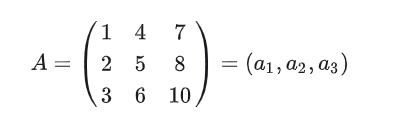 A = ( 1 4 7
2 5 8
3 6 10 ) = (a₁, a₂, a₃)